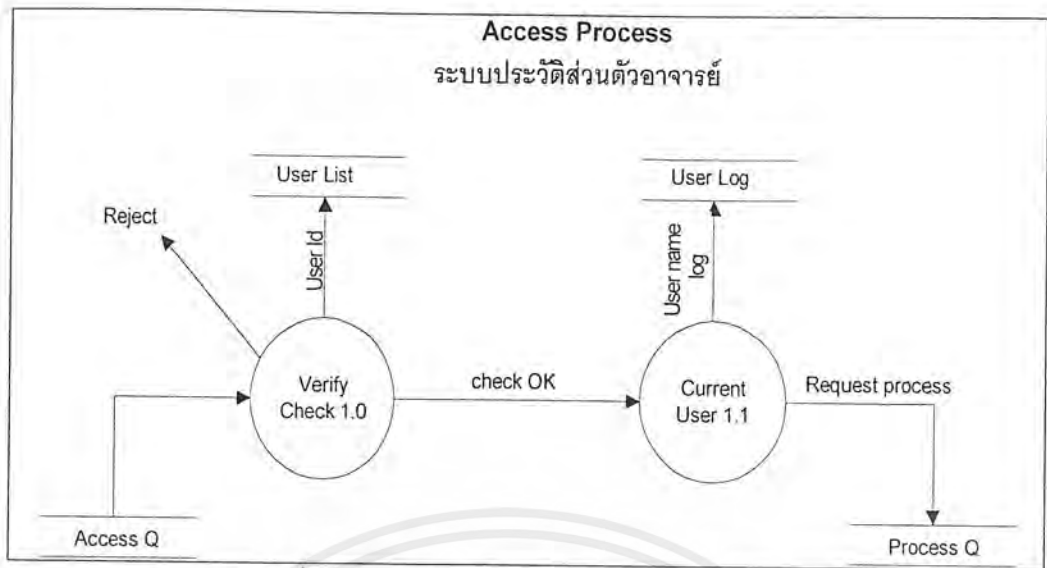 Access Process
ระบบประวัติส่วนตัวอาจารย์
User List
User Log
Reject
User Id
User name
log
Verify
Check 1.0
check OK
Current
User 1.1
Request process
Access Q
Process Q